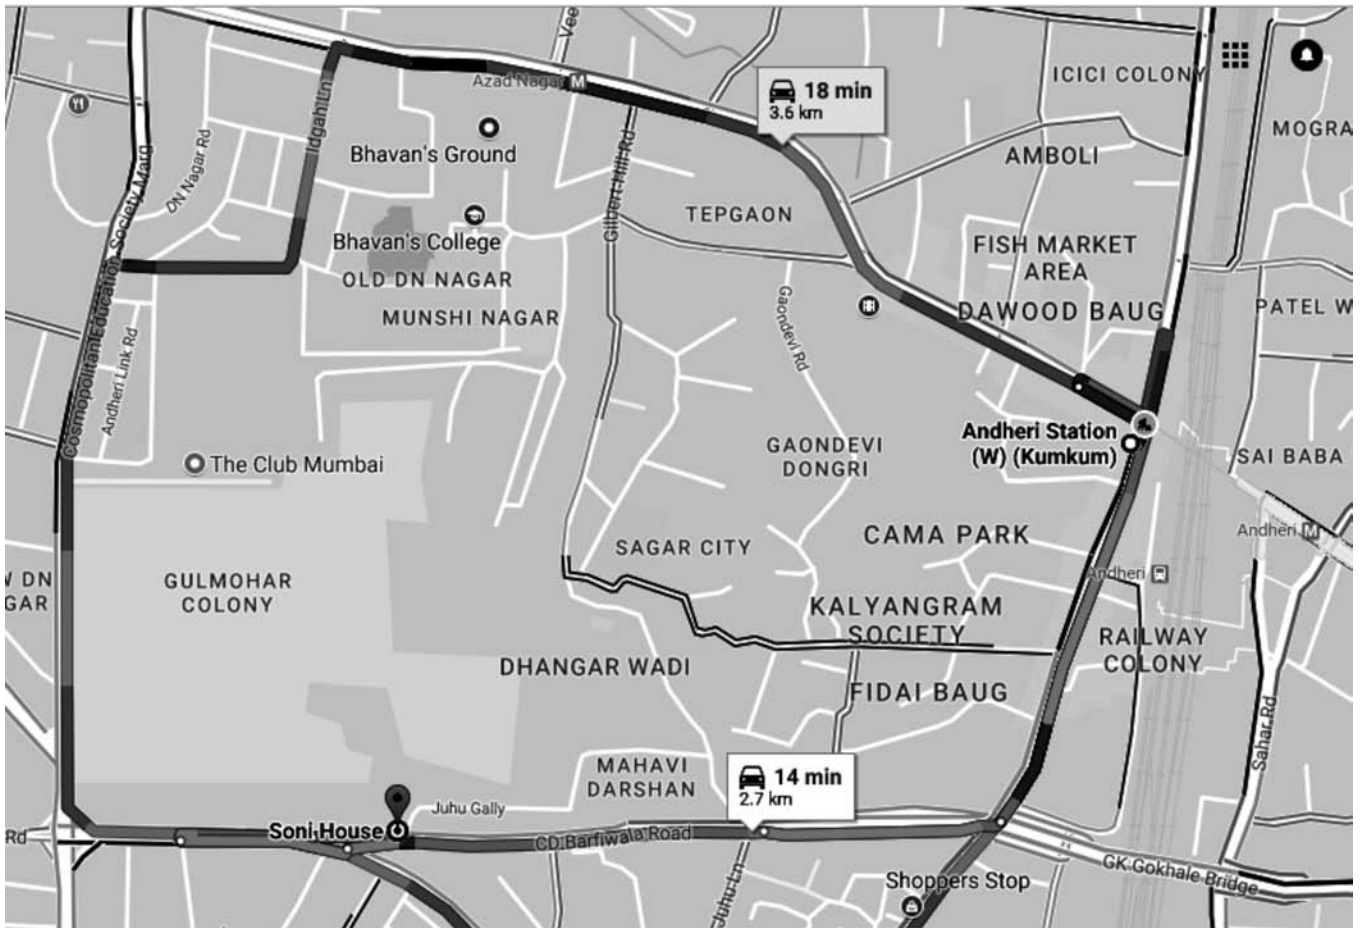 Vee
ICICI COLONY
Azad Nagar M
18 min
3.6 km
MOGRA
Idgah Ln
Bhavan's Ground
AMBOLI
DN Nagar Rd
Gilbert Hill Rd
TEPGAON
Bhavan's College
FISH MARKET
AREA
OLD DN NAGAR
DAWOOD BAUG
PATEL W
MUNSHI NAGAR
Gaondevi Rd
Cosmopolitan Education Society Marg
Andheri Link Rd
Andheri Station
(W) (Kumkum)
GAONDEVI
DONGRI
SAI BABA
The Club Mumbai
CAMA PARK
Andheri M
SAGAR CITY
Andheri
W DN
GAR
GULMOHAR
COLONY
KALYANGRAM
SOCIETY
RAILWAY
COLONY
DHANGAR WADI
FIDAI BAUG
Sahar Rd
MAHAVI
DARSHAN
14 min
2.7 km
Juhu Gally
Soni House
Rd
CD Barfiwala Road
GK Gokhale Bridge
Juhu Ln
Shoppers Stop